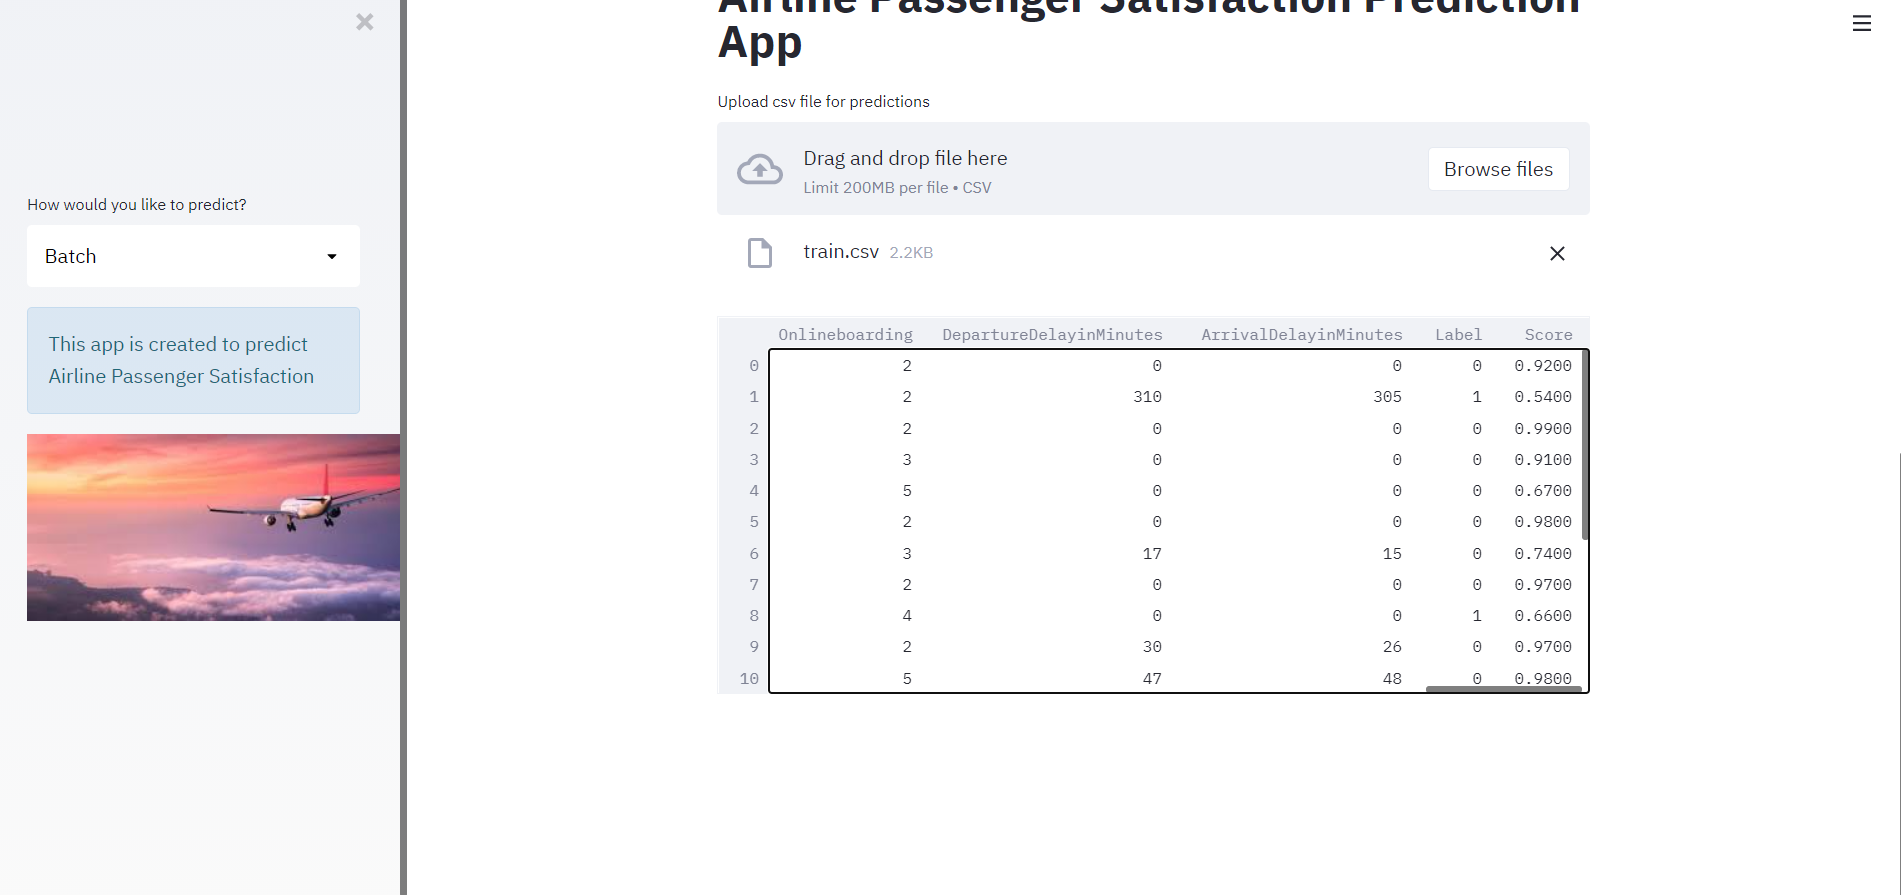 How would you like to predict?
Batch
This app is created to predict
Airline Passenger Satisfaction
Airline Passenger Satisfaction Prediction
App
Upload csv file for predictions
Drag and drop file here
Limit 200MB per file • CSV
Browse files
train.csv 2.2KB
Onlineboarding DepartureDelayinMinutes ArrivalDelayinMinutes Label Score
0 2 0 0 0 0.9200
1 2 310 305 1 0.5400
2 2 0 0 0 0.9900
3 3 0 0 0 0.9100
4 5 0 0 0 0.6700
5 2 0 0 0 0.9800
6 3 17 15 0 0.7400
7 2 0 0 0 0.9700
8 4 0 0 1 0.6600
9 2 30 26 0 0.9700
10 5 47 48 0 0.9800